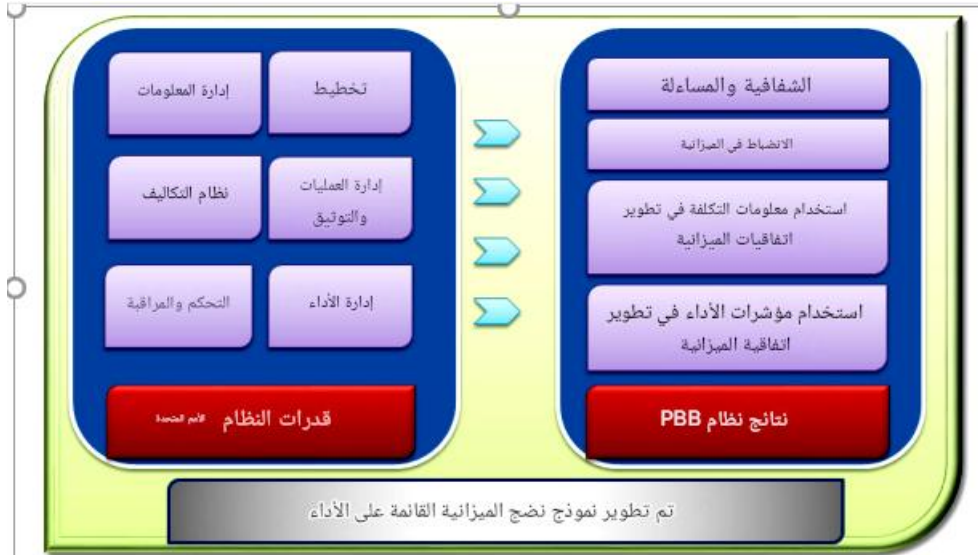 الشفافية والمساءلة
الانضباط في الميزانية
استخدام معلومات التكلفة في تطوير
اتفاقيات الميزانية
استخدام مؤشرات الأداء في تطوير
اتفاقية الميزانية
نتائج نظام PBB
تخطيط
إدارة المعلومات
إدارة العمليات
والتوثيق
نظام التكاليف
إدارة الأداء
التحكم والمراقبة
قدرات النظام الأمم المتحدة
تم تطوير نموذج نضج الميزانية القائمة على الأداء